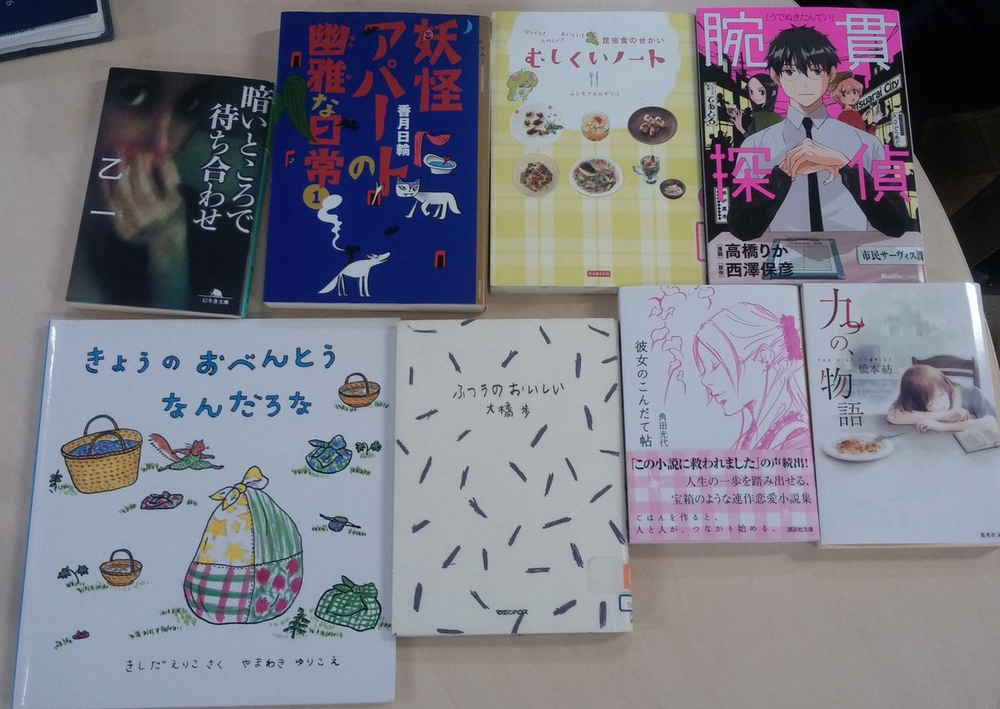 暗いところで
待ち合わせ
乙一
幻冬舎文庫
妖怪
アパートの
幽雅な日常
1
香月日輪
びっくり!
たのしい!
おいしい!
昆虫食のせかい
むしくいノート
ムシモアゼルギリコ
KANZEN
[うでぬきたんてい]
腕貫
探偵
tsuarai City
[漫画]高橋りか
[原作]西澤保彦
市民サーヴィス課
Ruelle COMICS
きょうの おべんとう
なんだろな
きしだ えりこ さく やまわき ゆりこ え
ふつうのおいしい
大橋 歩
マガジンハウス
彼女のこんだて帖
角田光代
「この小説に救われました」の声続出!
人生の一歩を踏み出せる、
宝箱のような連作恋愛小説集
ごはんを作ると、
人と人が、つながり始める。
講談社文庫
九つの、
物語
THE NINE STORIES
橋本紡
集英社文